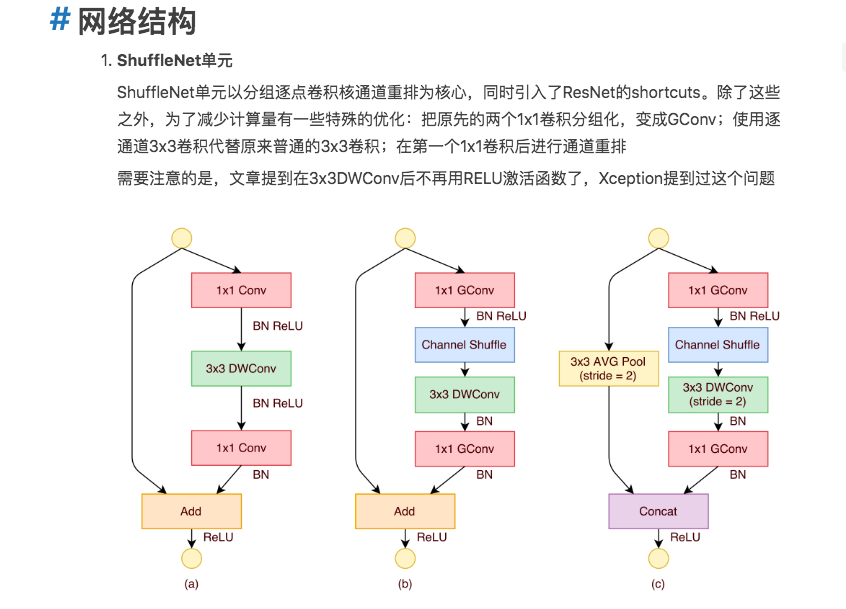 # 网络结构
1. ShuffleNet单元
ShuffleNet单元以分组逐点卷积核通道重排为核心，同时引入了ResNet的shortcuts。除了这些
之外，为了减少计算量有一些特殊的优化：把原先的两个1x1卷积分组化，变成GConv；使用逐
通道3x3卷积代替原来普通的3x3卷积；在第一个1x1卷积后进行通道重排
需要注意的是，文章提到在3x3DWConv后不再用RELU激活函数了，Xception提到过这个问题
1x1 Conv
BN ReLU
3x3 DWConv
BN ReLU
1x1 Conv
BN
Add
ReLU
(a)
1x1 GConv
BN ReLU
Channel Shuffle
3x3 DWConv
BN
1x1 GConv
BN
Add
ReLU
(b)
3x3 AVG Pool
(stride = 2)
1x1 GConv
BN ReLU
Channel Shuffle
3x3 DWConv
(stride = 2)
BN
1x1 GConv
BN
Concat
ReLU
(c)